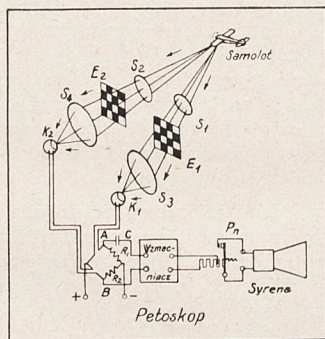 Samolot
S2
E2
S4
K2
S1
E1
S3
K1
A
C
R1
R2
B
+
-
Wzmac-
niacz
Pn
Syrena
Petoskop